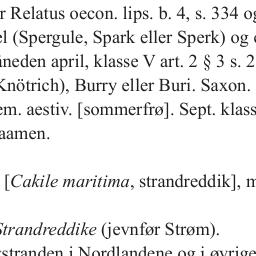 r Relatus oecon. lips. b. 4, s. 334 og
el (Spergule, Spark eller Sperk) og
åneden april, klasse V art. 2 § 3 s. 2
Knötrich), Burry eller Buri. Saxon.
em. aestiv. [sommerfrø]. Sept. klass
aamen.
[Cakile maritima, strandreddik], m
Strandreddike (jevnfør Strøm).
stranden i Nordlandene og i øvrige